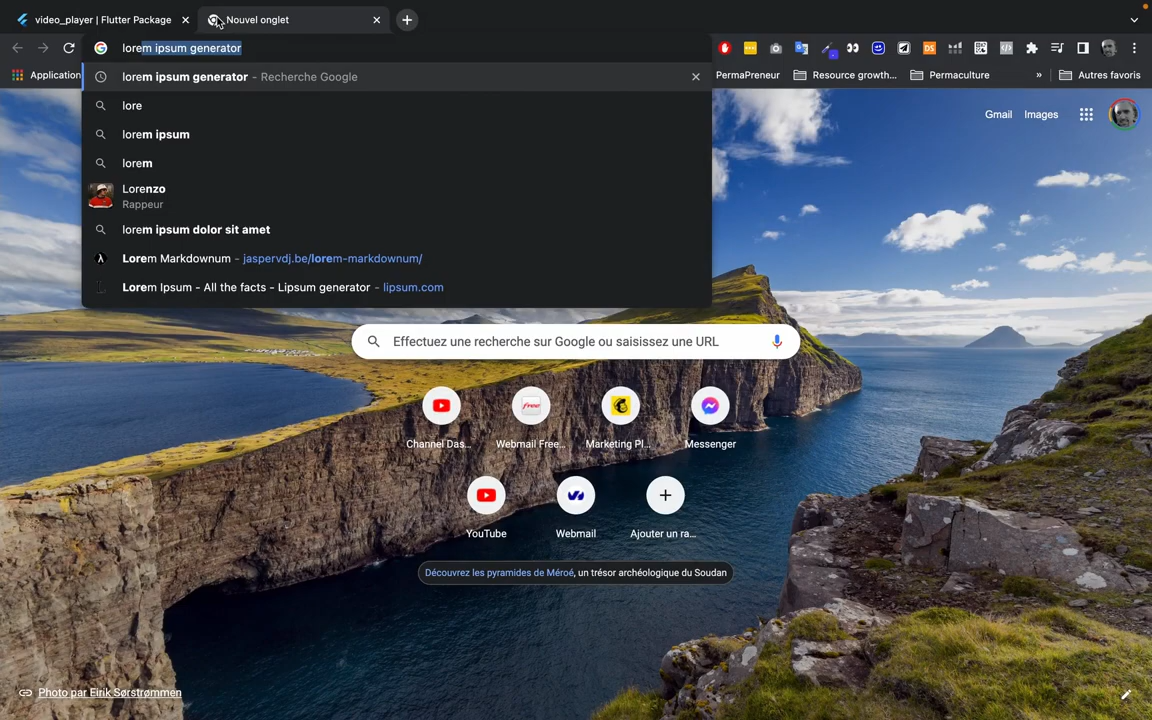 video_player | Flutter Package
Nouvel onglet
lorem ipsum generator
Application
PermaPreneur
Resource growth...
Permaculture
»
Autres favoris
lorem ipsum generator - Recherche Google
lore
lorem ipsum
lorem
Lorenzo
Rappeur
lorem ipsum dolor sit amet
Lorem Markdownum - jaspervdj.be/lorem-markdownum/
Lorem Ipsum - All the facts - Lipsum generator - lipsum.com
Gmail
Images
Effectuez une recherche sur Google ou saisissez une URL
free
Channel Das...
Webmail Free...
Marketing Pl...
Messenger
YouTube
Webmail
Ajouter un ra...
Découvrez les pyramides de Méroé, un trésor archéologique du Soudan
Photo par Eirik Sørstrømmen
DS